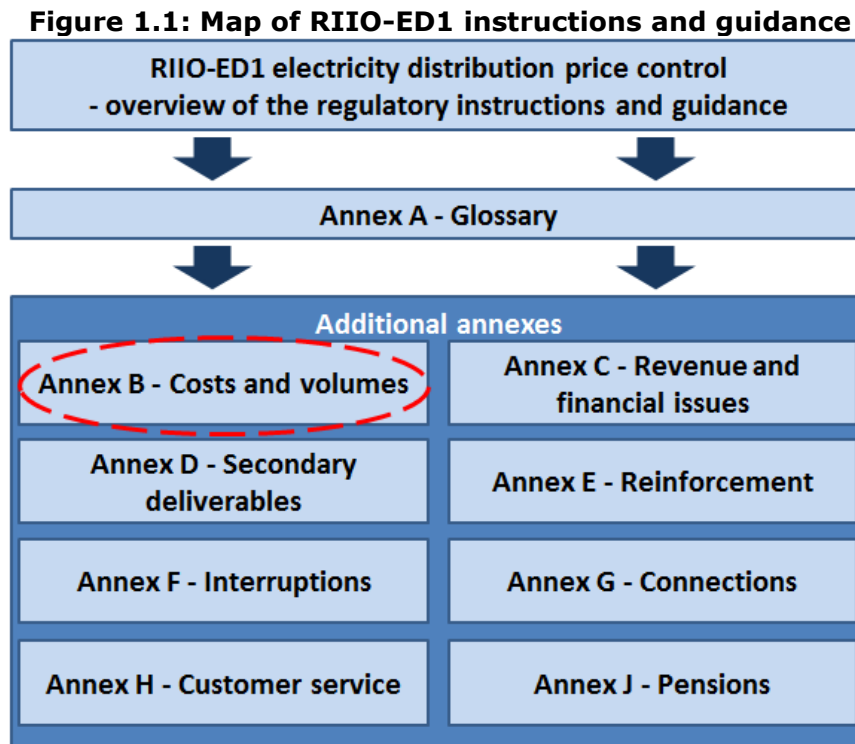 Figure 1.1: Map of RIIO-ED1 instructions and guidance
RIIO-ED1 electricity distribution price control
- overview of the regulatory instructions and guidance
Annex A - Glossary
Additional annexes
Annex B - Costs and volumes
Annex C - Revenue and
financial issues
Annex D - Secondary
deliverables
Annex E - Reinforcement
Annex F - Interruptions
Annex G - Connections
Annex H - Customer service
Annex J - Pensions